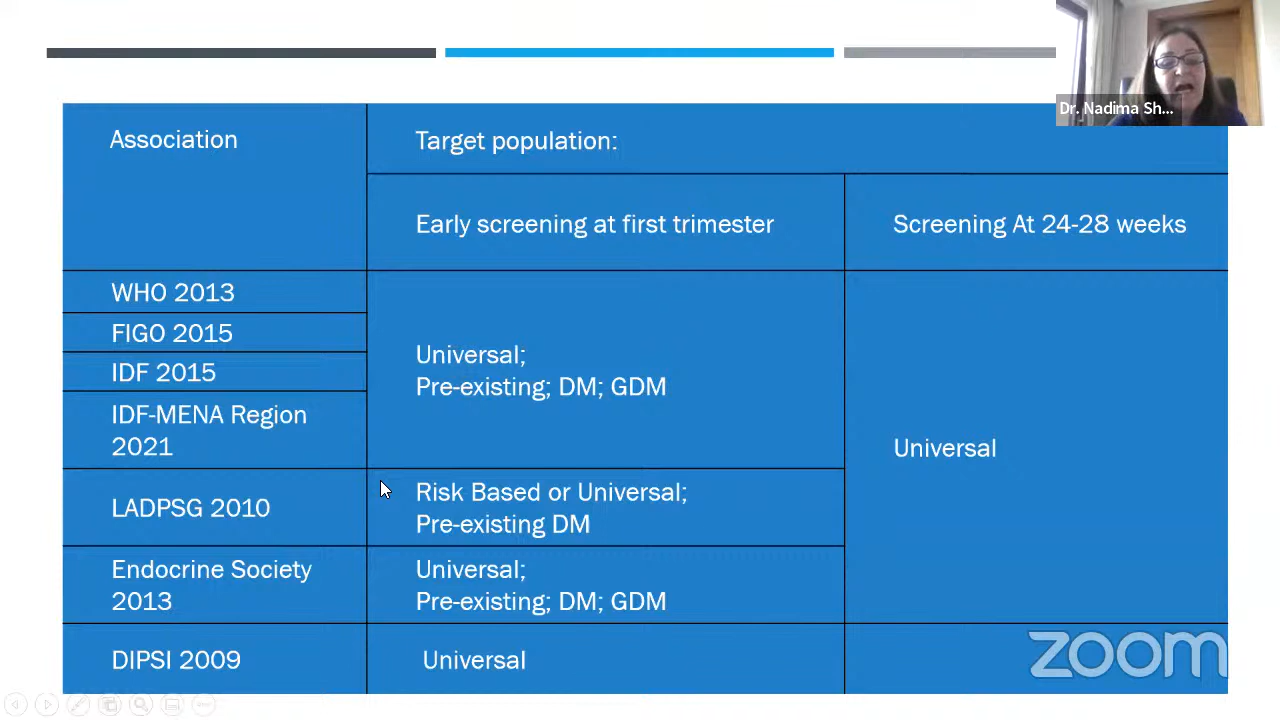 Dr. Nadima Sh...
Association
Target population:
Early screening at first trimester
Screening At 24-28 weeks
WHO 2013
FIGO 2015
IDF 2015
IDF-MENA Region
2021
Universal;
Pre-existing; DM; GDM
Universal
LADPSG 2010
Risk Based or Universal;
Pre-existing DM
Endocrine Society
2013
Universal;
Pre-existing; DM; GDM
DIPSI 2009
Universal
zoom